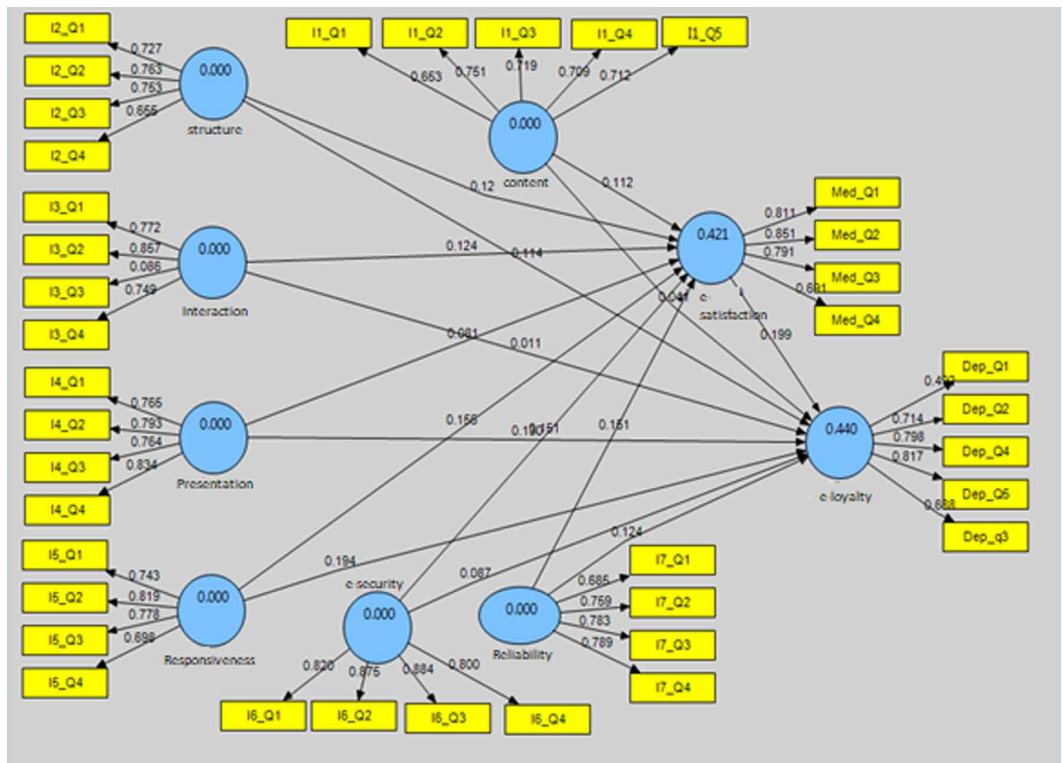 I2_Q1
I2_Q2
I2_Q3
I2_Q4
0.727
0.763
0.753
0.655
0.000
structure
I1_Q1
I1_Q2
I1_Q3
I1_Q4
I1_Q5
0.653
0.751
0.719
0.709
0.712
0.000
content
I3_Q1
I3_Q2
I3_Q3
I3_Q4
0.772
0.857
0.086
0.749
0.000
Interaction
0.12
0.112
0.124
0.114
0.421
e-
satisfaction
Med_Q1
Med_Q2
Med_Q3
Med_Q4
0.811
0.851
0.791
0.199
0.081
0.011
I4_Q1
I4_Q2
I4_Q3
I4_Q4
0.765
0.793
0.764
0.834
0.000
Presentation
0.151
0.151
0.440
e-loyalty
Dep_Q1
Dep_Q2
Dep_Q4
Dep_Q5
Dep_q3
0.714
0.798
0.817
I5_Q1
I5_Q2
I5_Q3
I5_Q4
0.743
0.819
0.778
0.698
0.000
Responsiveness
0.194
0.087
0.124
e-security
0.000
0.820
0.875
0.884
0.800
I6_Q1
I6_Q2
I6_Q3
I6_Q4
0.000
Reliability
0.685
0.759
0.783
0.789
I7_Q1
I7_Q2
I7_Q3
I7_Q4